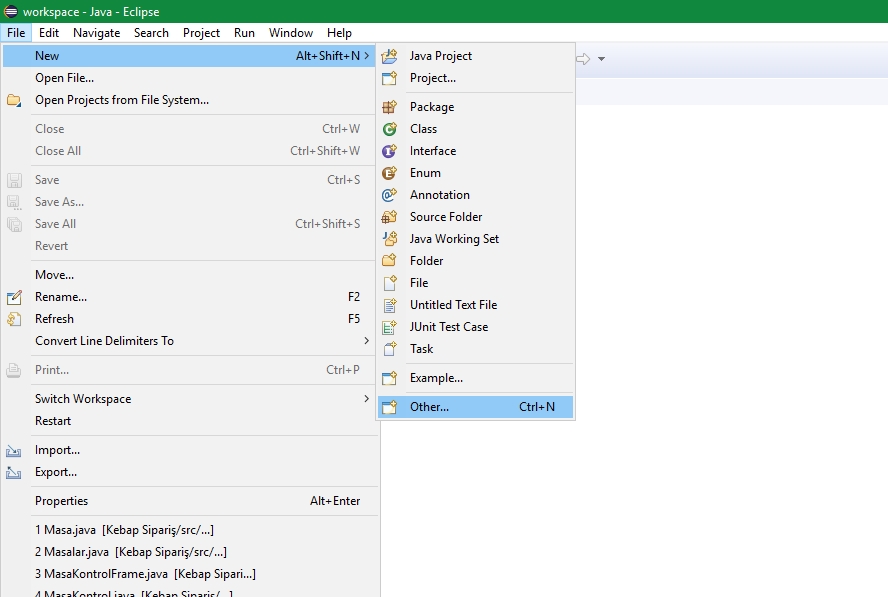 workspace - Java - Eclipse
File Edit Navigate Search Project Run Window Help
New Alt+Shift+N >
Open File...
Open Projects from File System...
Close Ctrl+W
Close All Ctrl+Shift+W
Save Ctrl+S
Save As...
Save All Ctrl+Shift+S
Revert
Move...
Rename... F2
Refresh F5
Convert Line Delimiters To >
Print... Ctrl+P
Switch Workspace >
Restart
Import...
Export...
Properties Alt+Enter
1 Masa.java [Kebap Sipariş/src/...]
2 Masalar.java [Kebap Sipariş/src/...]
3 MasaKontrolFrame.java [Kebap Sipari...]
4 MasaKontrol.java [Kebap Sipariş/...]
Java Project
Project...
Package
Class
Interface
Enum
Annotation
Source Folder
Java Working Set
Folder
File
Untitled Text File
JUnit Test Case
Task
Example...
Other... Ctrl+N